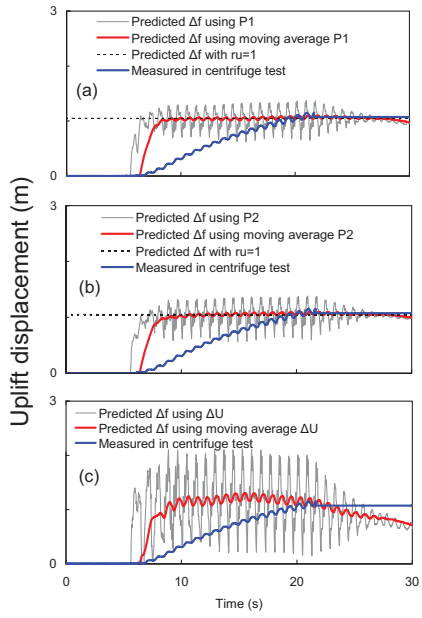 Uplift displacement (m)
3
Predicted Δf using P1
Predicted Δf using moving average P1
Predicted Δf with ru=1
Measured in centrifuge test
(a)
0
3
Predicted Δf using P2
Predicted Δf using moving average P2
Predicted Δf with ru=1
Measured in centrifuge test
(b)
0
3
Predicted Δf using ΔU
Predicted Δf using moving average ΔU
Measured in centrifuge test
(c)
0
0 10 20 30
Time (s)